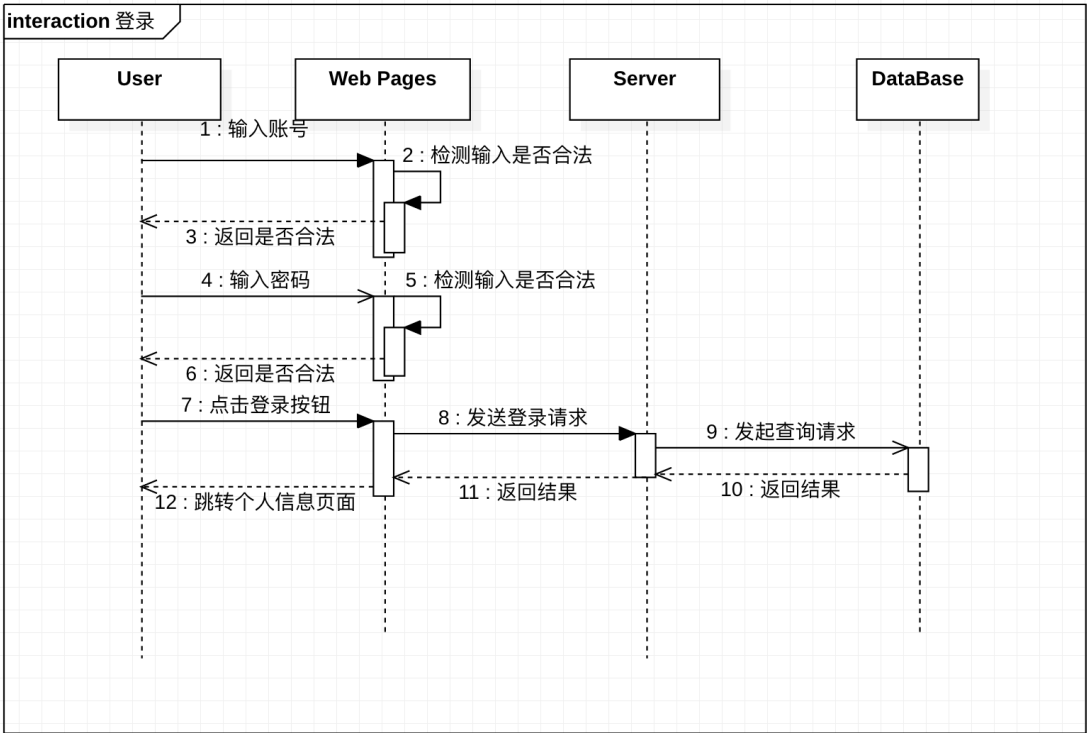 interaction 登录
User
Web Pages
Server
DataBase
1 : 输入账号
2 : 检测输入是否合法
3 : 返回是否合法
4 : 输入密码
5 : 检测输入是否合法
6 : 返回是否合法
7 : 点击登录按钮
8 : 发送登录请求
9 : 发起查询请求
10 : 返回结果
11 : 返回结果
12 : 跳转个人信息页面